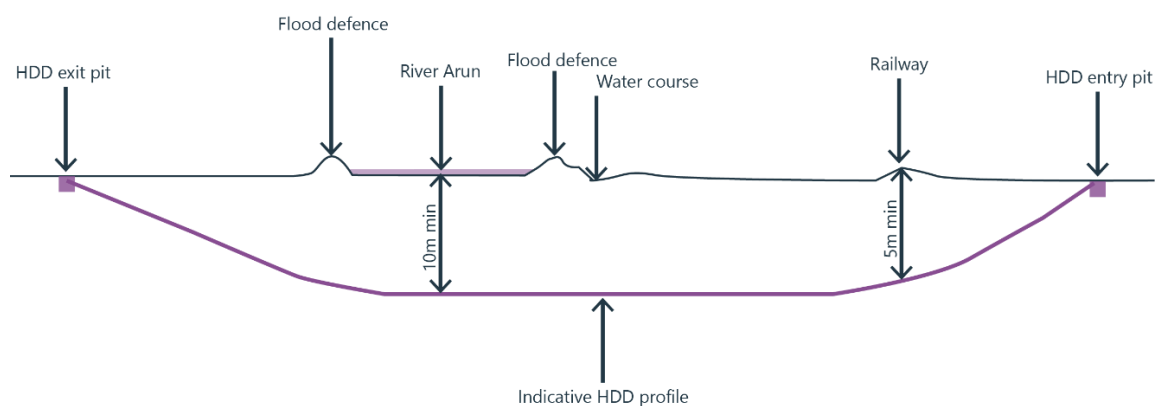 Flood defence
HDD exit pit
River Arun
Flood defence
Water course
Railway
HDD entry pit
10m min
5m min
Indicative HDD profile